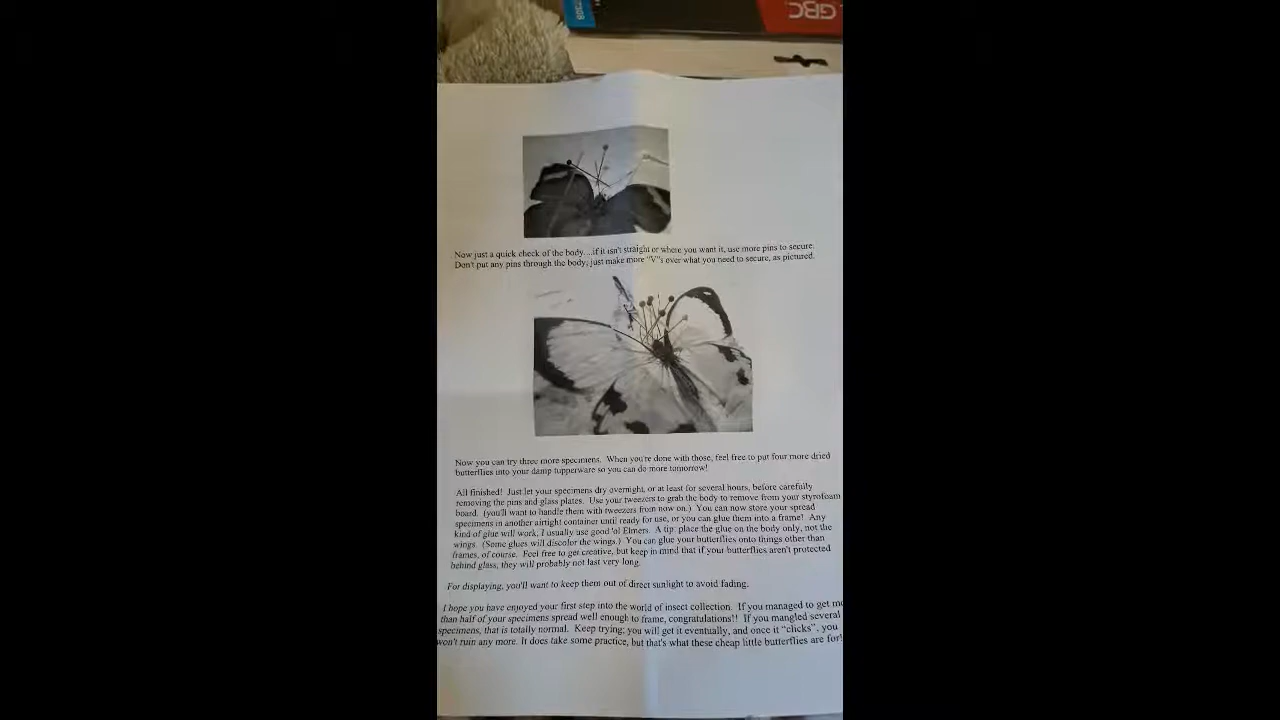 GBC
7308
Now just a quick check of the body....if it isn't straight or where you want it, use more pins to secure.
Don't put any pins through the body; just make more "V"s over what you need to secure, as pictured.
Now you can try three more specimens. When you're done with those, feel free to put four more dried
butterflies into your damp tupperware so you can do more tomorrow!
All finished! Just let your specimens dry overnight, or at least for several hours, before carefully
removing the pins and glass plates. Use your tweezers to grab the body to remove from your styrofoam
board. (you'll want to handle them with tweezers from now on.) You can now store your spread
specimens in another airtight container until ready for use, or you can glue them into a frame! Any
kind of glue will work; I usually use good 'ol Elmers. A tip: place the glue on the body only, not the
wings. (Some glues will discolor the wings.) You can glue your butterflies onto things other than
frames, of course. Feel free to get creative, but keep in mind that if your butterflies aren't protected
behind glass, they will probably not last very long.
For displaying, you'll want to keep them out of direct sunlight to avoid fading.
I hope you have enjoyed your first step into the world of insect collection. If you managed to get mo
than half of your specimens spread well enough to frame, congratulations!! If you mangled several
specimens, that is totally normal. Keep trying; you will get it eventually, and once it "clicks", you
won't ruin any more. It does take some practice, but that's what these cheap little butterflies are for!